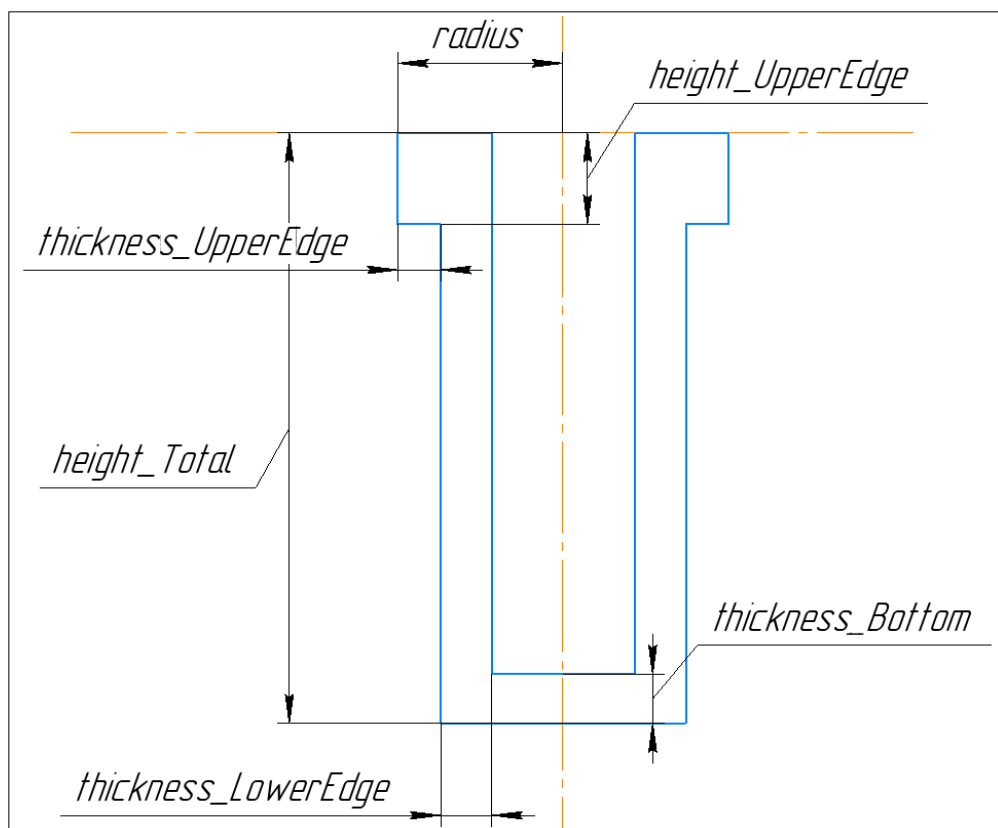 radius
height_UpperEdge
thickness_UpperEdge
height_Total
thickness_Bottom
thickness_LowerEdge